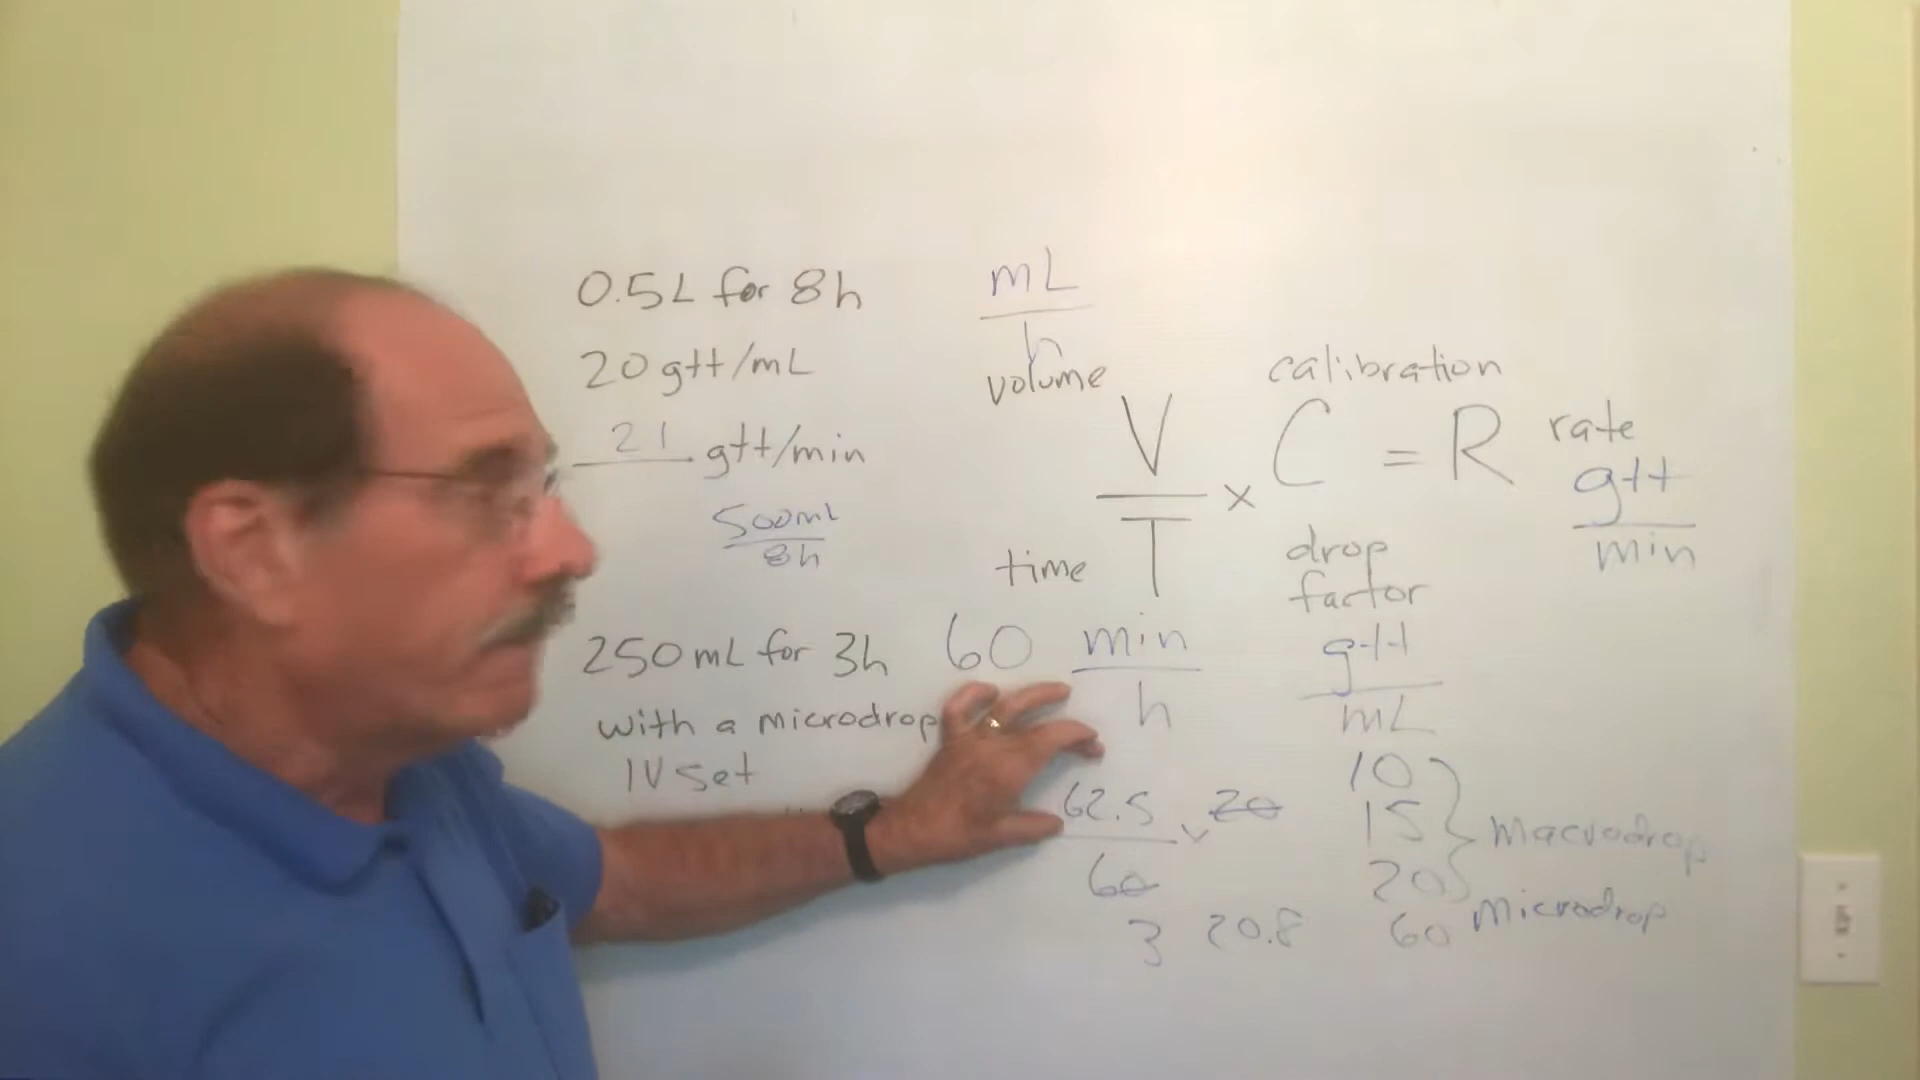 0.5L for 8h
20 gtt/mL
21 gtt/min
500mL
8h
250mL for 3h
with a microdrop
IV set
mL
h
volume
V
T
time
x
calibration
C
drop
factor
= R
rate
gtt
min
60 min
h
gtt
mL
10
15
20
Macrodrop
60 Microdrop
62.5
20
60
3
20.8